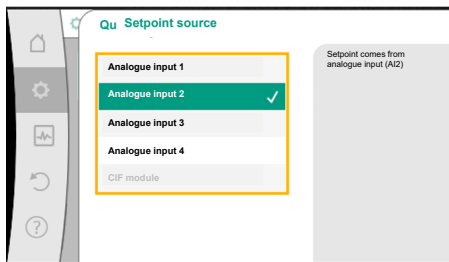 Qu Setpoint source
Analogue input 1
Analogue input 2
Analogue input 3
Analogue input 4
CIF module
Setpoint comes from
analogue input (AI2)
?